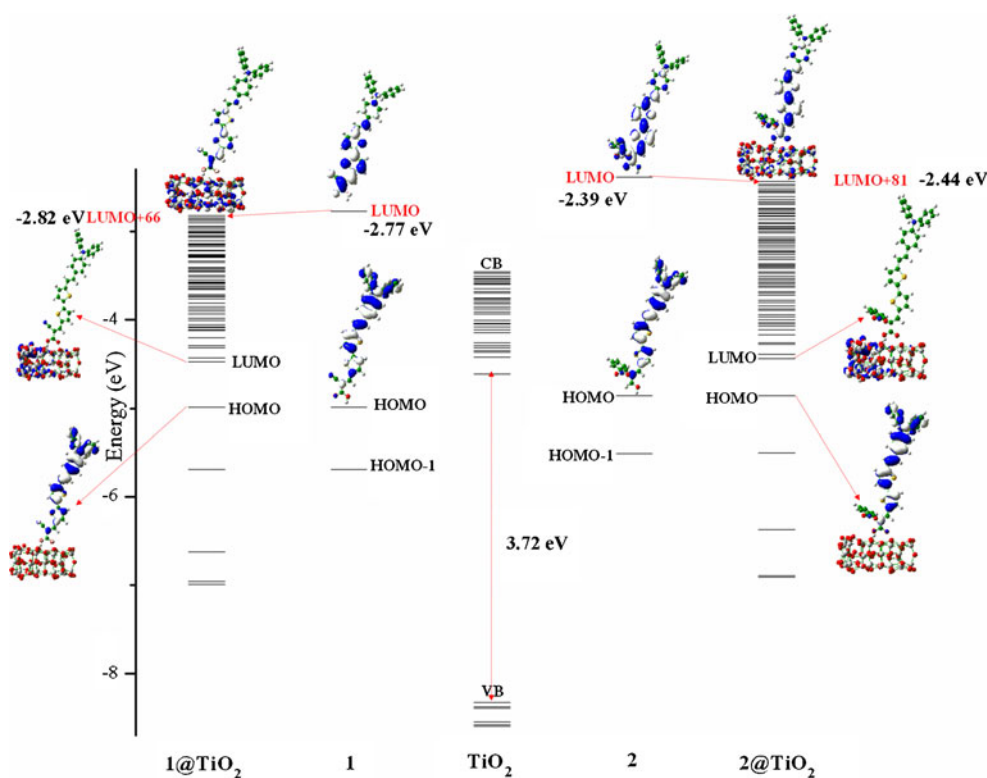 LUMO
-2.39 eV
LUMO+81 -2.44 eV
-2.82 eV LUMO+66
LUMO
-2.77 eV
CB
-4
LUMO
LUMO
Energy (eV)
HOMO
HOMO
HOMO
HOMO
HOMO-1
HOMO-1
-6
3.72 eV
-8
VB
1@TiO₂
1
TiO₂
2
2@TiO₂